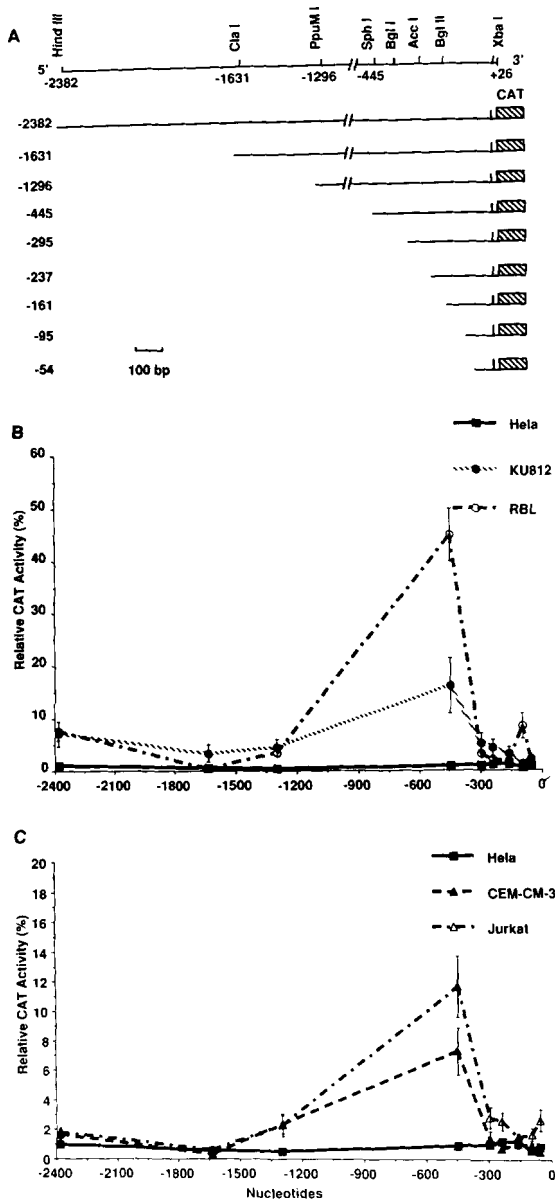 A
Hind III
Cla I
PpuM I
Sph I
Bgl I
Acc I
Bgl II
Xba I
5'
3'
-2382
-1631
-1296
-445
+26
CAT
-2382
-1631
-1296
-445
-295
-237
-161
-95
-54
100 bp
B
Hela
KU812
RBL
Relative CAT Activity (%)
60
50
40
30
20
10
0
-2400
-2100
-1800
-1500
-1200
-900
-600
-300
0
C
Hela
CEM-CM-3
Jurkat
Relative CAT Activity (%)
20
18
16
14
12
10
8
6
4
2
0
-2400
-2100
-1800
-1500
-1200
-900
-600
-300
0
Nucleotides